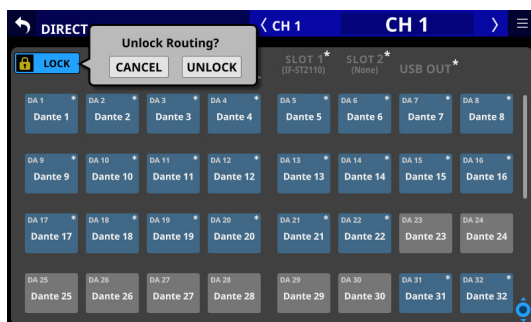 DIRECT
CH 1
CH 1
Unlock Routing?
CANCEL UNLOCK
LOCK
SLOT 1*
(IF-ST2110)
SLOT 2*
(None)
USB OUT*
DA 1 * DA 2 * DA 3 * DA 4 * DA 5 * DA 6 * DA 7 * DA 8 *
Dante 1 Dante 2 Dante 3 Dante 4 Dante 5 Dante 6 Dante 7 Dante 8
DA 9 * DA 10 * DA 11 * DA 12 * DA 13 * DA 14 * DA 15 * DA 16 *
Dante 9 Dante 10 Dante 11 Dante 12 Dante 13 Dante 14 Dante 15 Dante 16
DA 17 * DA 18 * DA 19 * DA 20 * DA 21 * DA 22 * DA 23 DA 24
Dante 17 Dante 18 Dante 19 Dante 20 Dante 21 Dante 22 Dante 23 Dante 24
DA 25 DA 26 DA 27 DA 28 DA 29 DA 30 DA 31 * DA 32 *
Dante 25 Dante 26 Dante 27 Dante 28 Dante 29 Dante 30 Dante 31 Dante 32